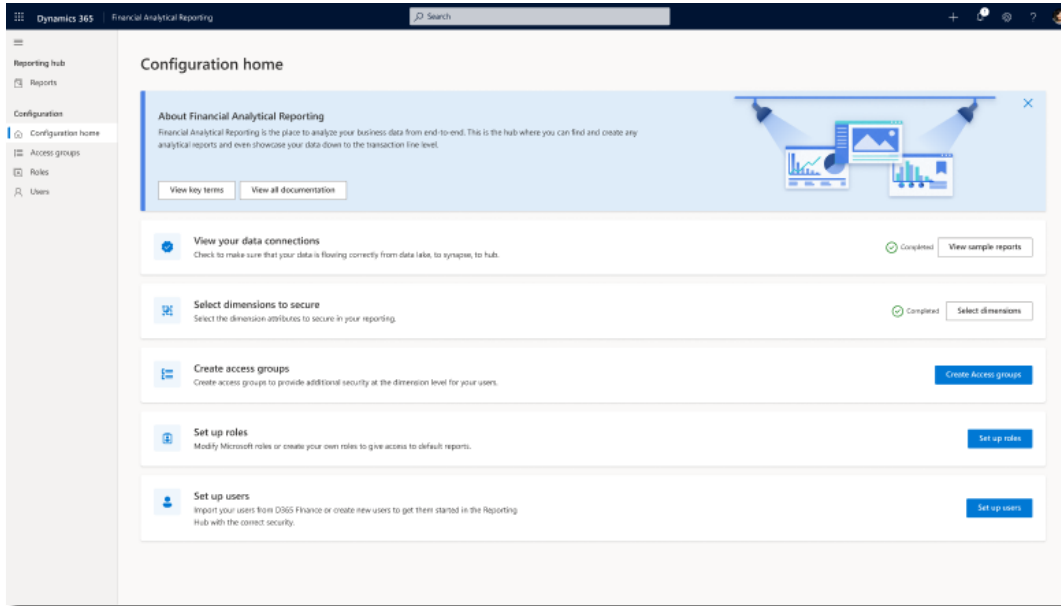 Dynamics 365 Financial Analytical Reporting Search ?
Reporting hub
Reports
Configuration
Configuration home
Access groups
Roles
Users
Configuration home
About Financial Analytical Reporting
Financial Analytical Reporting is the place to analyze your business data from end-to-end. This is the hub where you can find and create any
analytical reports and even showcase your data down to the transaction line level.
View key terms View all documentation
View your data connections
Check to make sure that your data is flowing correctly from data lake, to synapse, to hub.
Completed View sample reports
Select dimensions to secure
Select the dimension attributes to secure in your reporting.
Completed Select dimensions
Create access groups
Create access groups to provide additional security at the dimension level for your users.
Create Access groups
Set up roles
Modify Microsoft roles or create your own roles to give access to default reports.
Set up roles
Set up users
Import your users from D365 Finance or create new users to get them started in the Reporting
Hub with the correct security.
Set up users